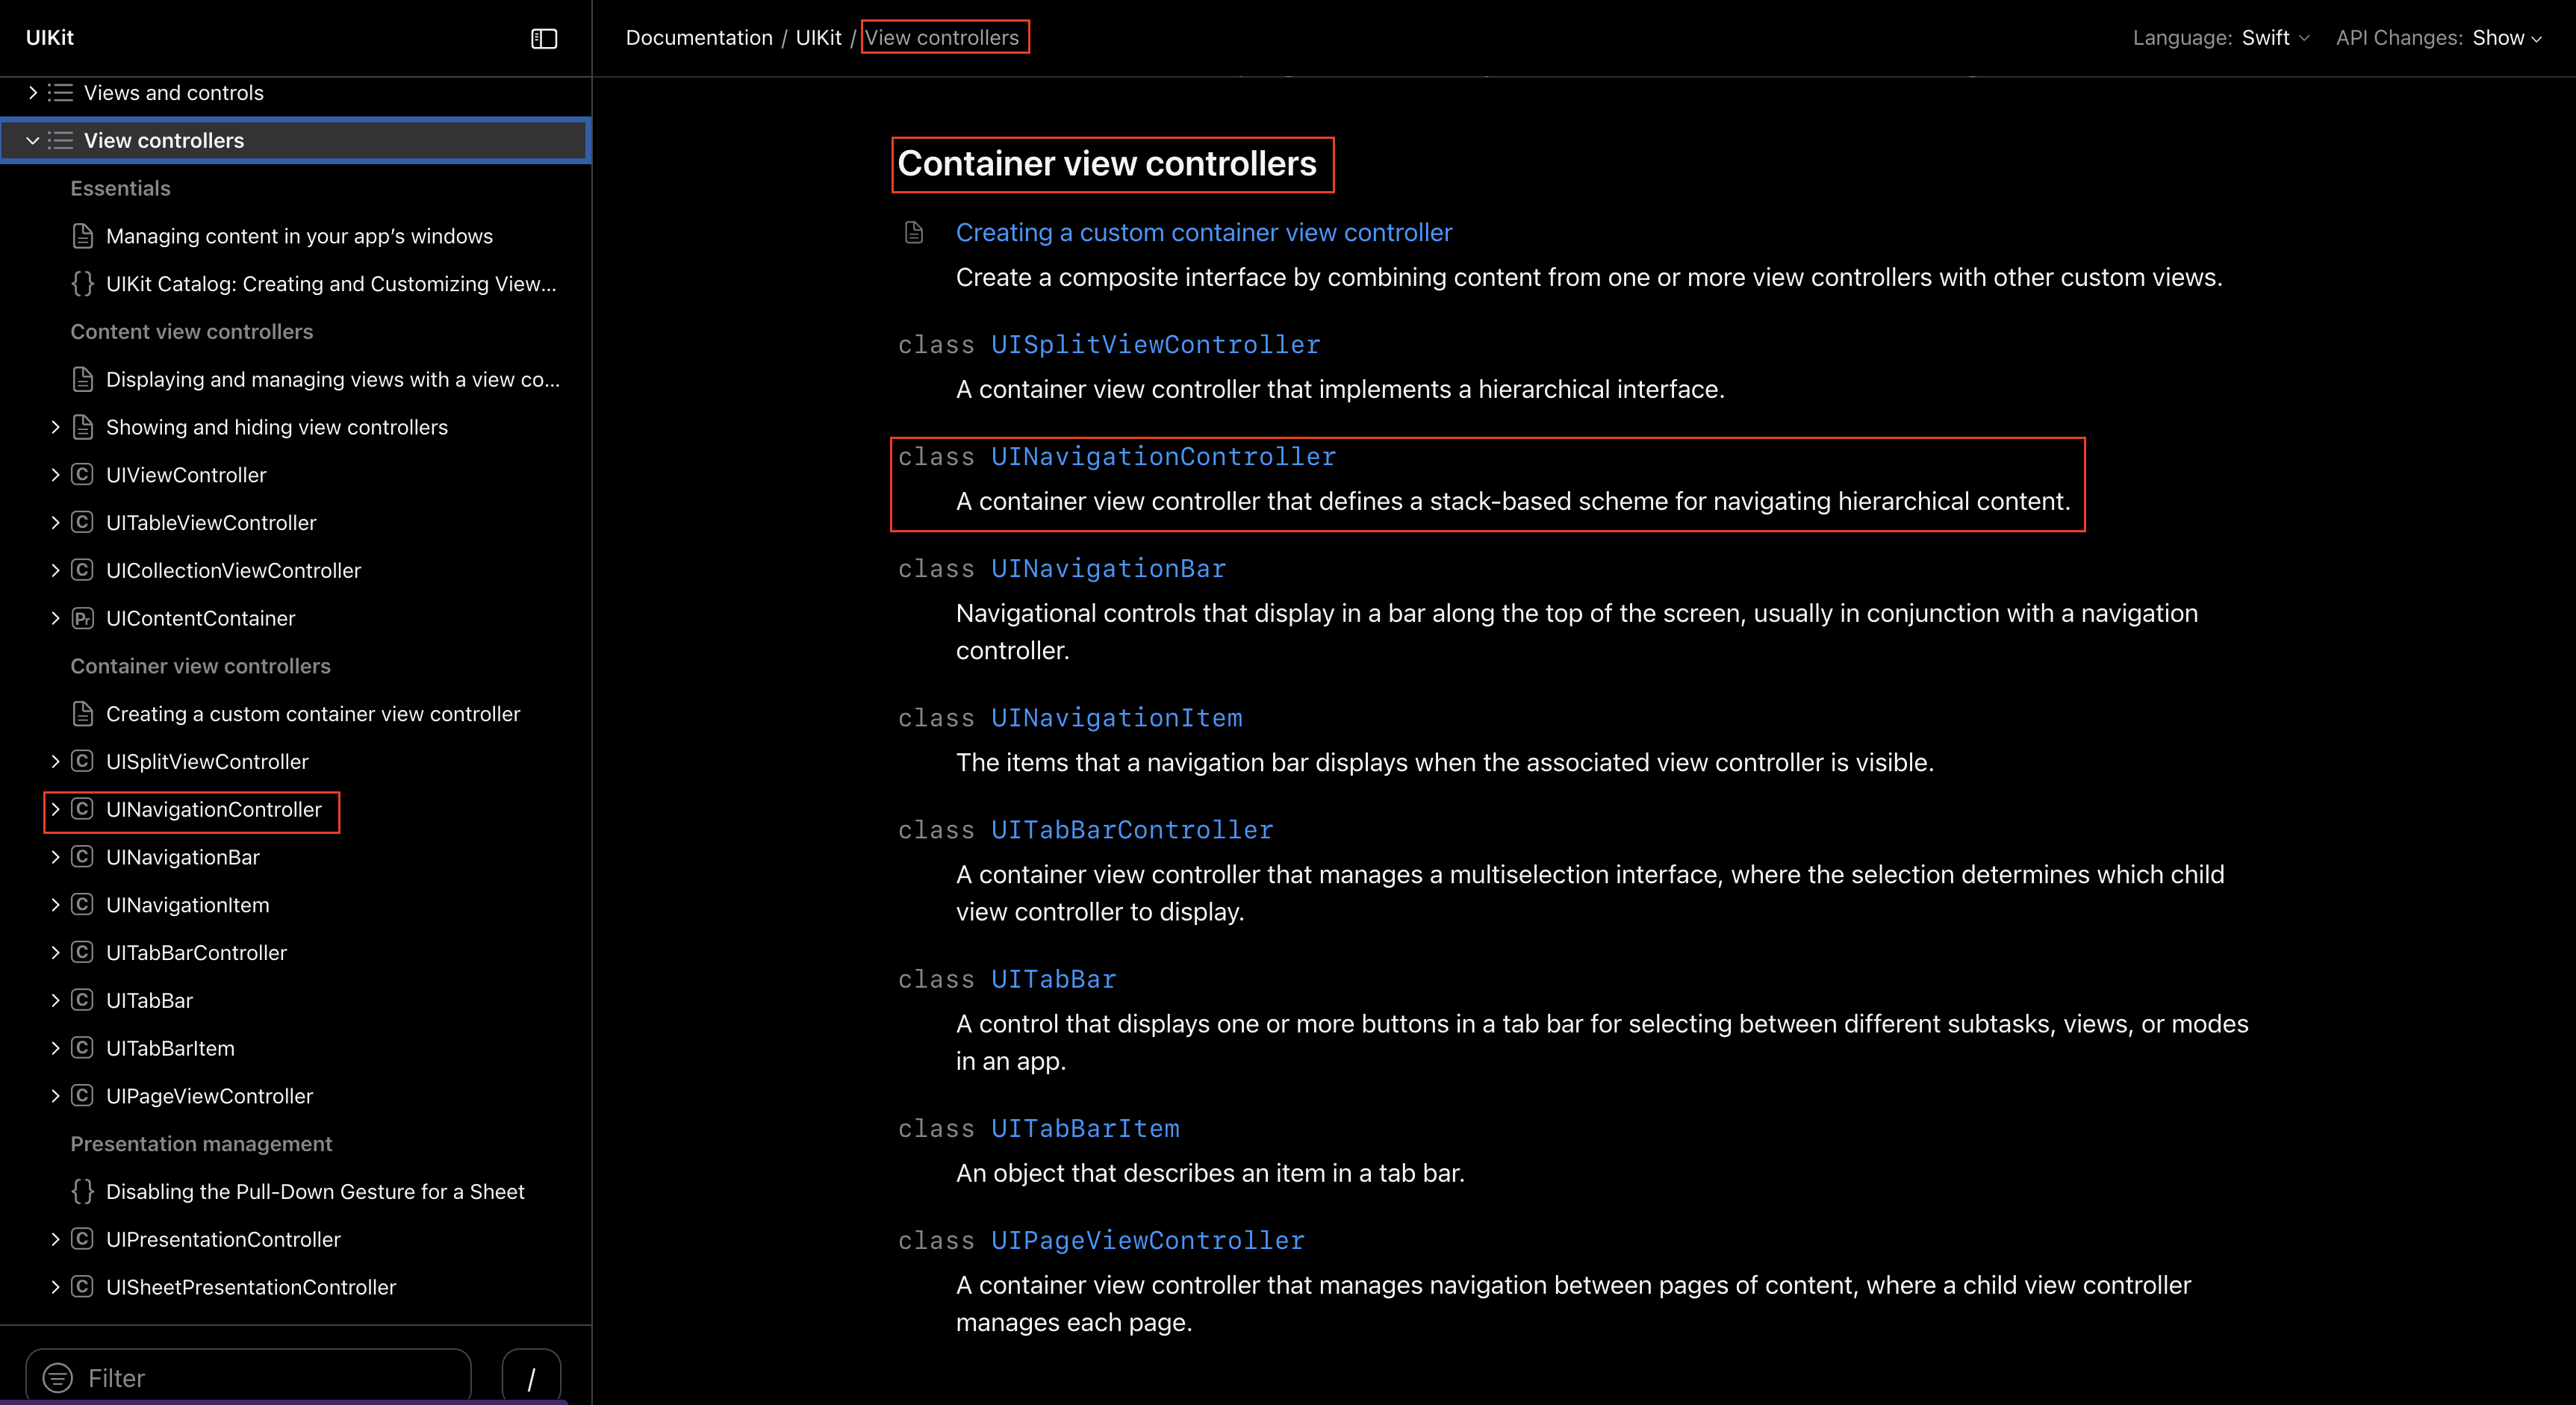 UIKit
Documentation / UIKit / View controllers
Language: Swift
API Changes: Show
Views and controls
View controllers
Essentials
Managing content in your app’s windows
UIKit Catalog: Creating and Customizing View...
Content view controllers
Displaying and managing views with a view co...
Showing and hiding view controllers
C UIViewController
C UITableViewController
C UICollectionViewController
Pr UIContentContainer
Container view controllers
Creating a custom container view controller
C UISplitViewController
C UINavigationController
C UINavigationBar
C UINavigationItem
C UITabBarController
C UITabBar
C UITabBarItem
C UIPageViewController
Presentation management
{} Disabling the Pull-Down Gesture for a Sheet
C UIPresentationController
C UISheetPresentationController
Filter
/
Container view controllers
Creating a custom container view controller
Create a composite interface by combining content from one or more view controllers with other custom views.
class UISplitViewController
A container view controller that implements a hierarchical interface.
class UINavigationController
A container view controller that defines a stack-based scheme for navigating hierarchical content.
class UINavigationBar
Navigational controls that display in a bar along the top of the screen, usually in conjunction with a navigation
controller.
class UINavigationItem
The items that a navigation bar displays when the associated view controller is visible.
class UITabBarController
A container view controller that manages a multiselection interface, where the selection determines which child
view controller to display.
class UITabBar
A control that displays one or more buttons in a tab bar for selecting between different subtasks, views, or modes
in an app.
class UITabBarItem
An object that describes an item in a tab bar.
class UIPageViewController
A container view controller that manages navigation between pages of content, where a child view controller
manages each page.